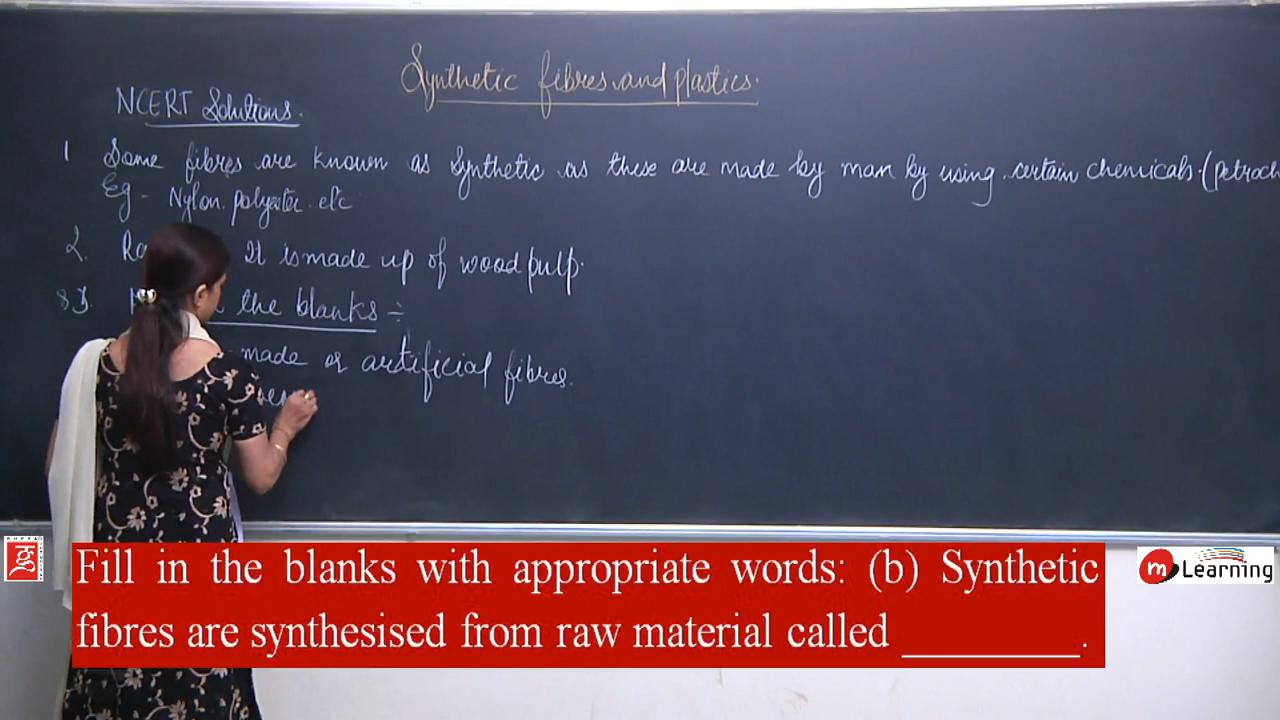 Synthetic fibres and plastics.
NCERT Solutions.
1 Some fibres are known as Synthetic as these are made by man by using certain chemicals. (petroch
Eg - Nylon. polyester. etc
2. It is made up of wood pulp.
83. the blanks ÷
made or artificial fibres.
Fill in the blanks with appropriate words: (b) Synthetic
fibres are synthesised from raw material called _________.
m Learning